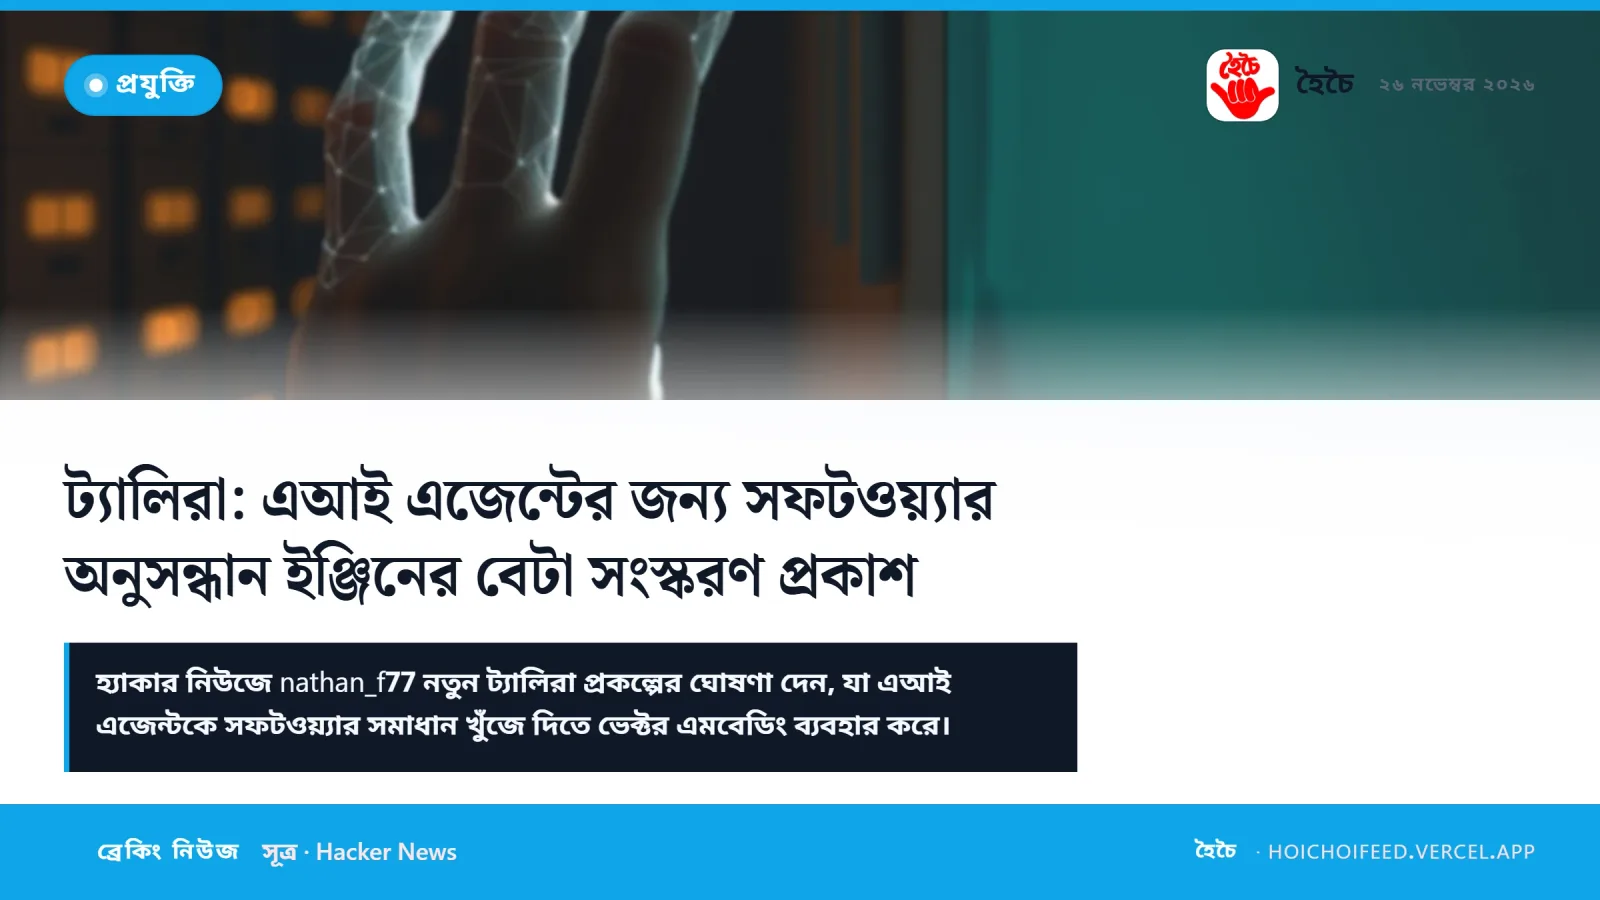 প্রযুক্তি
হৈচৈ
হৈচৈ ২৬ নভেম্বর ২০২৬
ট্যালিরা: এআই এজেন্টের জন্য সফটওয়্যার
অনুসন্ধান ইঞ্জিনের বেটা সংস্করণ প্রকাশ
হ্যাকার নিউজে nathan_f77 নতুন ট্যালিরা প্রকল্পের ঘোষণা দেন, যা এআই
এজেন্টকে সফটওয়্যার সমাধান খুঁজে দিতে ভেক্টর এমবেডিং ব্যবহার করে।
ব্রেকিং নিউজ সূত্র · Hacker News
হৈচৈ · HOICHOIFEED.VERCEL.APP